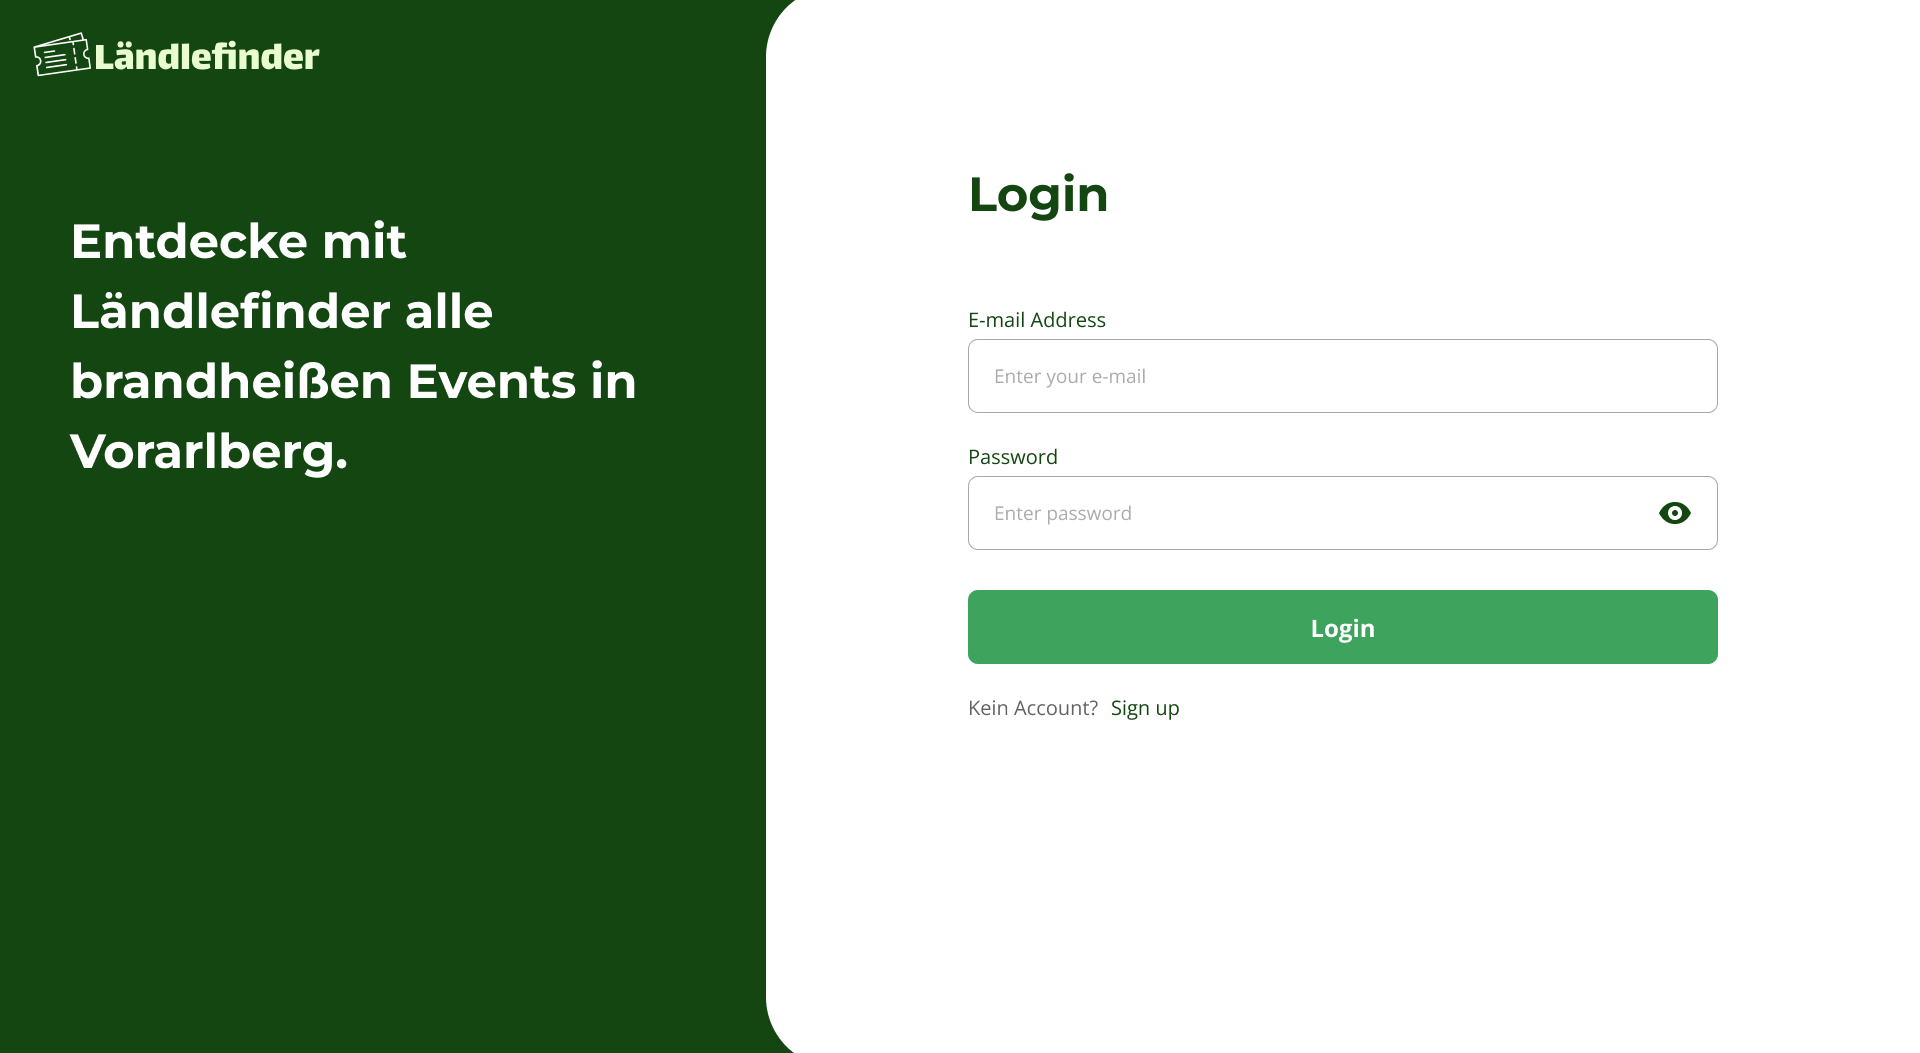 Ländlefinder
Entdecke mit
Ländlefinder alle
brandheißen Events in
Vorarlberg.
Login
E-mail Address
Enter your e-mail
Password
Enter password
Login
Kein Account? Sign up